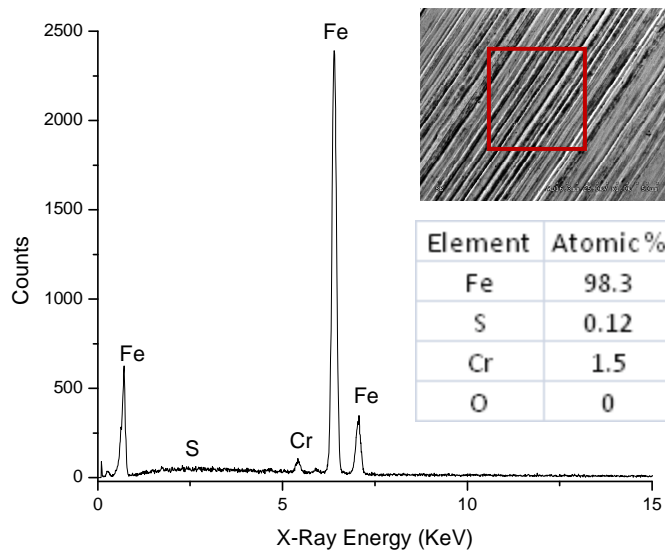 2500
2000
1500
1000
500
0
Counts
0
5
10
15
X-Ray Energy (KeV)
Fe
S
Cr
Fe
Fe
Element Atomic %
Fe 98.3
S 0.12
Cr 1.5
O 0